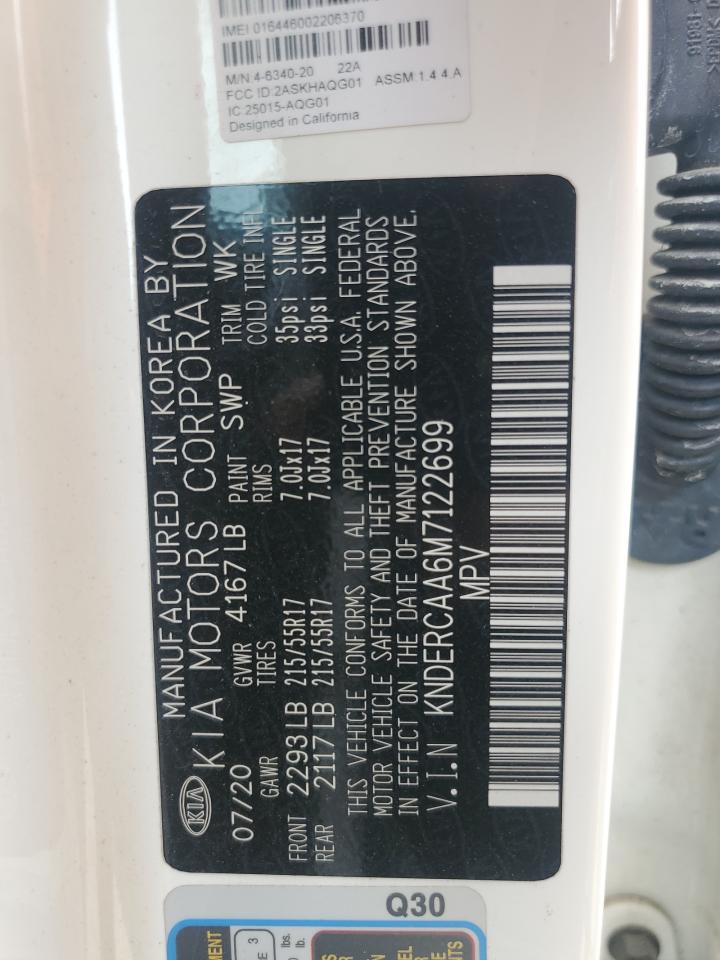 IMEI 016446002206370
M/N 4-6340-20 22A
FCC ID:2ASKHAQG01 ASSM:1.4 4.A
IC:25015-AQG01
Designed in California
KIA
MANUFACTURED IN KOREA BY
KIA MOTORS CORPORATION
07/20 GVWR 4167 LB PAINT SWP TRIM WK
GAWR TIRES RIMS COLD TIRE INFL
FRONT 2293 LB 215/55R17 7.0Jx17 35psi SINGLE
REAR 2117 LB 215/55R17 7.0Jx17 33psi SINGLE
THIS VEHICLE CONFORMS TO ALL APPLICABLE U.S.A. FEDERAL
MOTOR VEHICLE SAFETY AND THEFT PREVENTION STANDARDS
IN EFFECT ON THE DATE OF MANUFACTURE SHOWN ABOVE.
V.I.N KNDERCAA6M7122699
MPV
Q30
3
lbs.
lb.